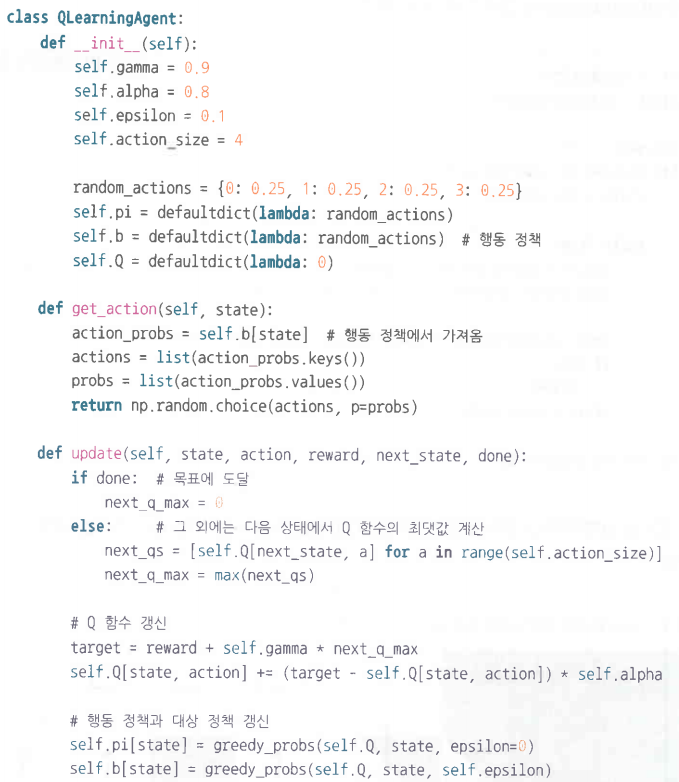 class QLearningAgent:
    def __init__(self):
        self.gamma = 0.9
        self.alpha = 0.8
        self.epsilon = 0.1
        self.action_size = 4

        random_actions = {0: 0.25, 1: 0.25, 2: 0.25, 3: 0.25}
        self.pi = defaultdict(lambda: random_actions)
        self.b = defaultdict(lambda: random_actions)  # 행동 정책
        self.Q = defaultdict(lambda: 0)

    def get_action(self, state):
        action_probs = self.b[state]  # 행동 정책에서 가져옴
        actions = list(action_probs.keys())
        probs = list(action_probs.values())
        return np.random.choice(actions, p=probs)

    def update(self, state, action, reward, next_state, done):
        if done:  # 목표에 도달
            next_q_max = 0
        else:     # 그 외에는 다음 상태에서 Q 함수의 최댓값 계산
            next_qs = [self.Q[next_state, a] for a in range(self.action_size)]
            next_q_max = max(next_qs)

        # Q 함수 갱신
        target = reward + self.gamma * next_q_max
        self.Q[state, action] += (target - self.Q[state, action]) * self.alpha

        # 행동 정책과 대상 정책 갱신
        self.pi[state] = greedy_probs(self.Q, state, epsilon=0)
        self.b[state] = greedy_probs(self.Q, state, self.epsilon)